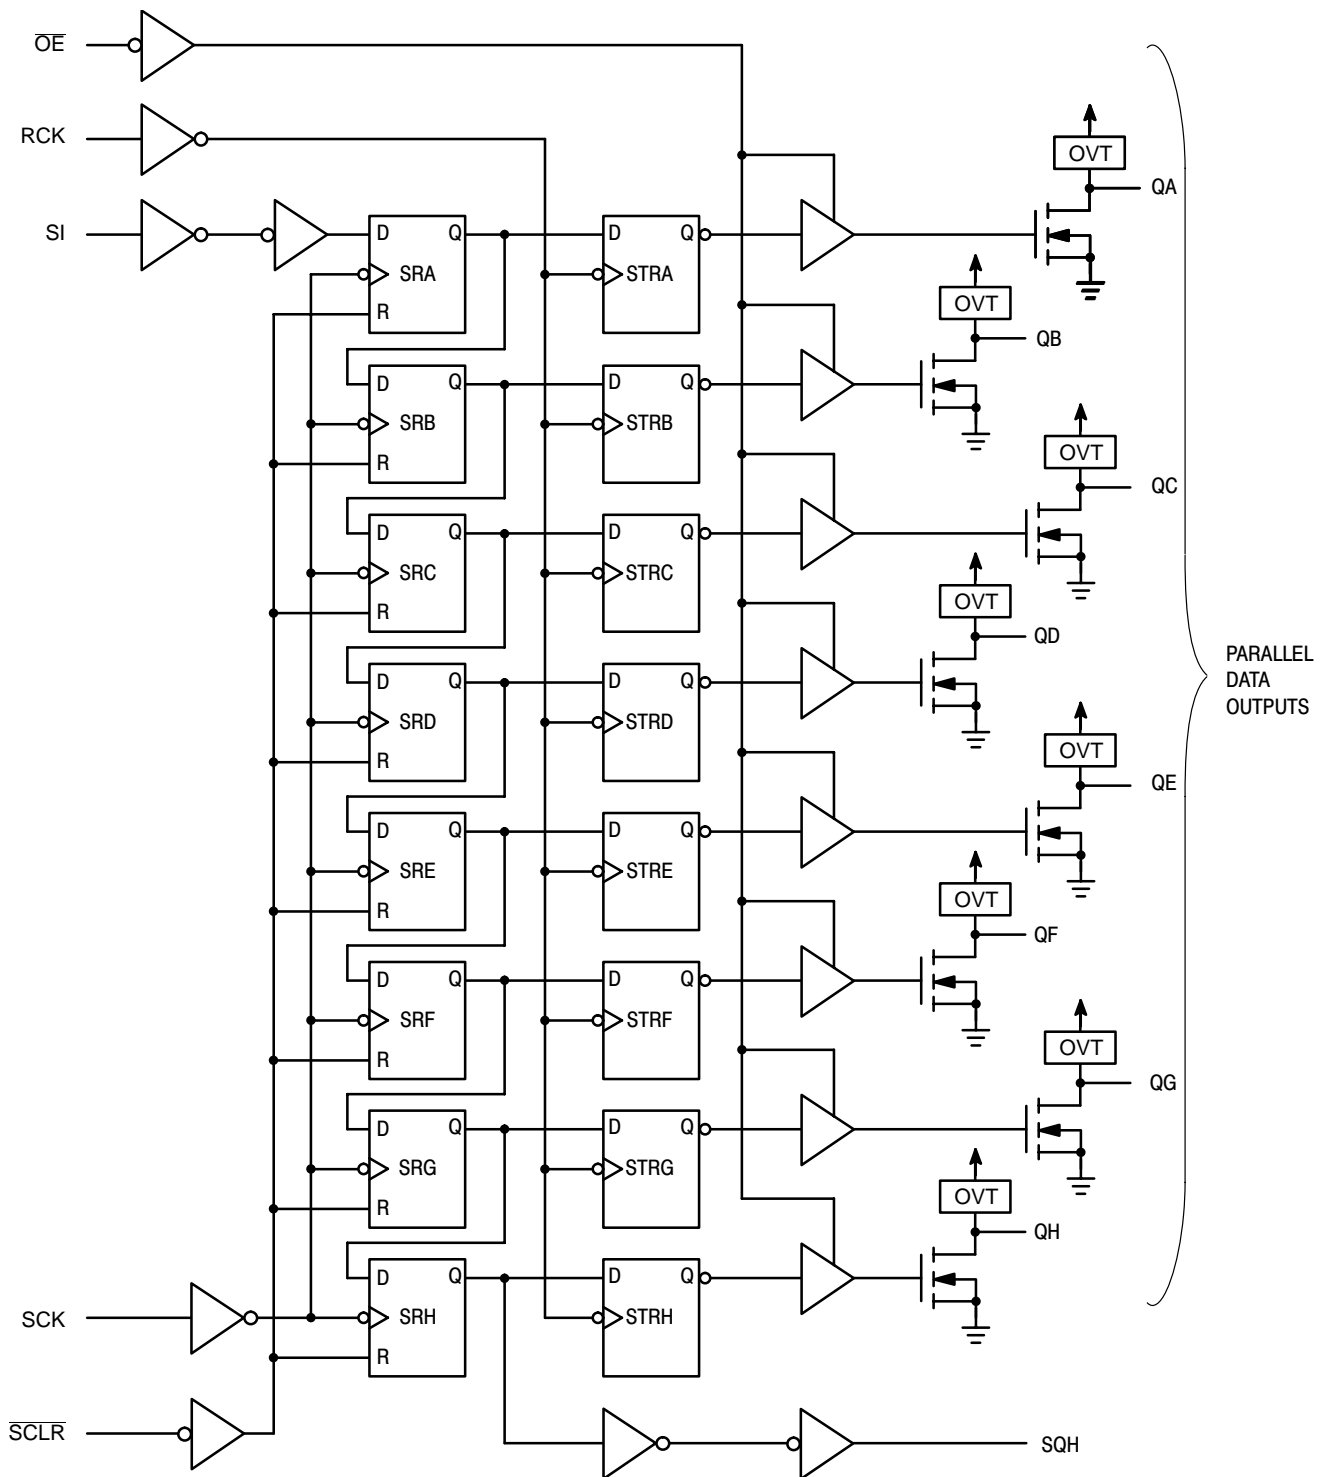 OE
RCK
OVT
QA
SI
D Q
SRA
R
D Q
STRA
OVT
QB
D Q
SRB
R
D Q
STRB
OVT
QC
D Q
SRC
R
D Q
STRC
OVT
QD
D Q
SRD
R
D Q
STRD
PARALLEL
DATA
OUTPUTS
OVT
QE
D Q
SRE
R
D Q
STRE
OVT
QF
D Q
SRF
R
D Q
STRF
OVT
QG
D Q
SRG
R
D Q
STRG
OVT
QH
D Q
SRH
R
D Q
STRH
SCK
SCLR
SQH